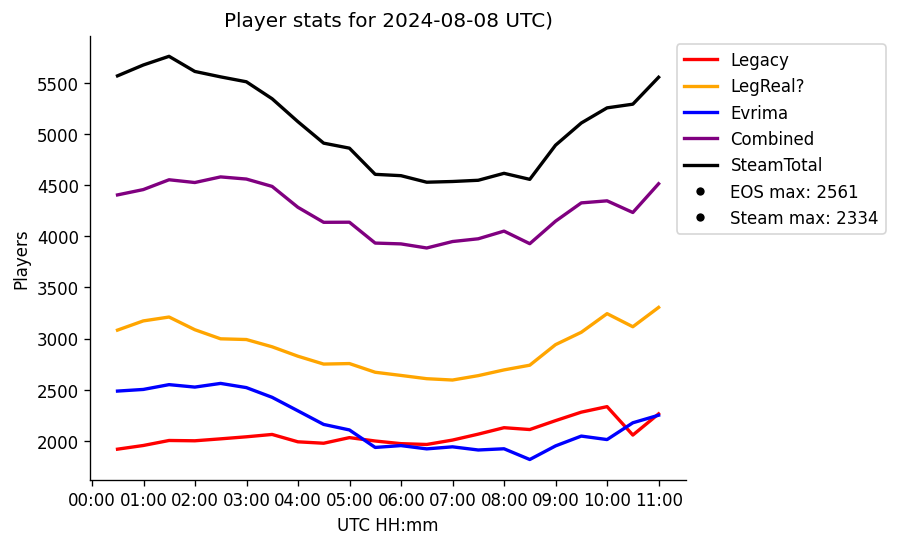 Player stats for 2024-08-08 UTC)
Legacy
LegReal?
Evrima
Combined
SteamTotal
EOS max: 2561
Steam max: 2334
Players
5500
5000
4500
4000
3500
3000
2500
2000
00:00 01:00 02:00 03:00 04:00 05:00 06:00 07:00 08:00 09:00 10:00 11:00
UTC HH:mm